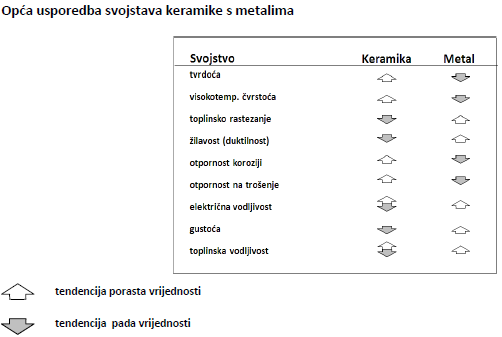 Opća usporedba svojstava keramike s metalima
Svojstvo Keramika Metal
tvrdoća
visokotemp. čvrstoća
toplinsko rastezanje
žilavost (duktilnost)
otpornost koroziji
otpornost na trošenje
električna vodljivost
gustoća
toplinska vodljivost
tendencija porasta vrijednosti
tendencija pada vrijednosti